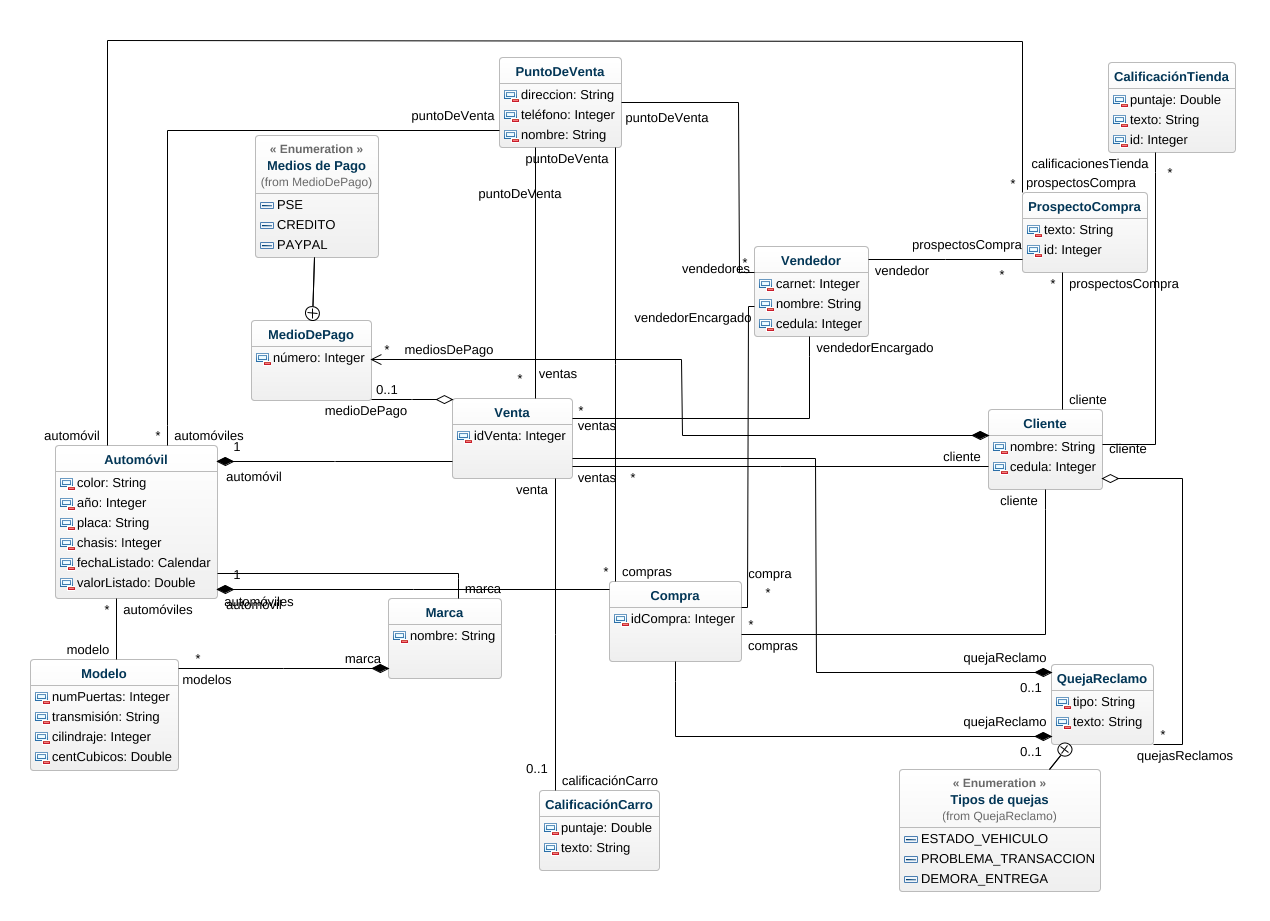 PuntoDeVenta
direccion: String
teléfono: Integer
nombre: String
CalificaciónTienda
puntaje: Double
texto: String
id: Integer
puntoDeVenta
puntoDeVenta
puntoDeVenta
puntoDeVenta
« Enumeration »
Medios de Pago
(from MedioDePago)
PSE
CREDITO
PAYPAL
calificacionesTienda
*
* prospectosCompra
ProspectoCompra
texto: String
id: Integer
prospectosCompra
*
* prospectosCompra
Vendedor
carnet: Integer
nombre: String
cedula: Integer
vendedores
*
vendedor
vendedorEncargado
vendedorEncargado
MedioDePago
número: Integer
* mediosDePago
0..1
medioDePago
* ventas
Venta
idVenta: Integer
*
ventas
ventas *
venta
cliente
Cliente
nombre: String
cedula: Integer
cliente
cliente
cliente
automóvil
* automóviles
1
automóvil
Automóvil
color: String
año: Integer
placa: String
chasis: Integer
fechaListado: Calendar
valorListado: Double
1
automóviles
automóvil
* automóviles
marca
Marca
nombre: String
marca
modelo
*
modelos
Modelo
numPuertas: Integer
transmisión: String
cilindraje: Integer
centCubicos: Double
* compras
compra
*
Compra
idCompra: Integer
*
compras
quejaReclamo
0..1
quejaReclamo
0..1
QuejaReclamo
tipo: String
texto: String
*
quejasReclamos
0..1
calificaciónCarro
CalificaciónCarro
puntaje: Double
texto: String
« Enumeration »
Tipos de quejas
(from QuejaReclamo)
ESTADO_VEHICULO
PROBLEMA_TRANSACCION
DEMORA_ENTREGA